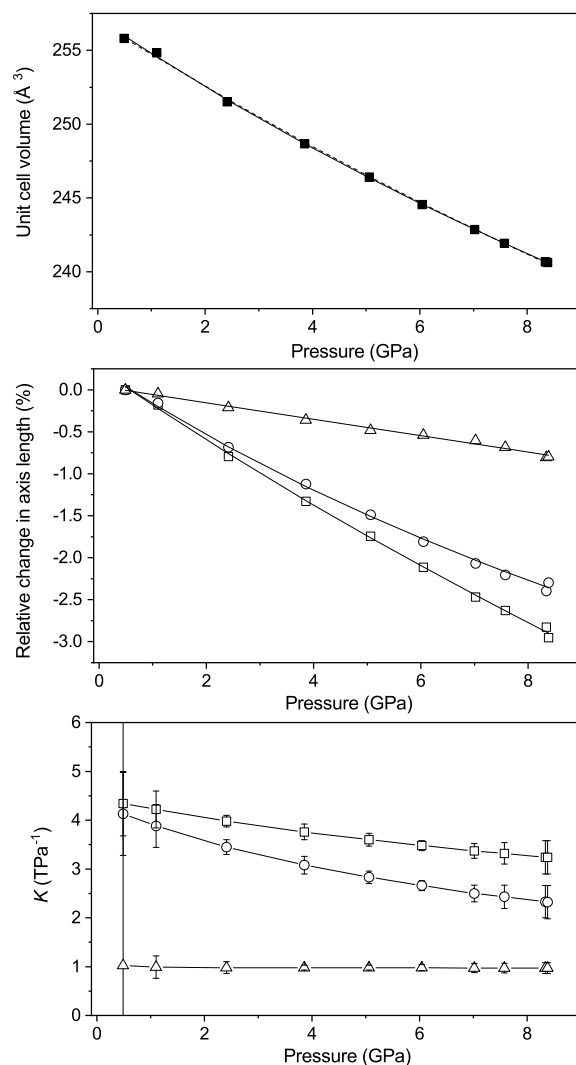 255
250
245
240
Unit cell volume (Å ³)
0 2 4 6 8
Pressure (GPa)
0.0
-0.5
-1.0
-1.5
-2.0
-2.5
-3.0
Relative change in axis length (%)
0 2 4 6 8
Pressure (GPa)
6
5
4
3
2
1
0
K (TPa⁻¹)
0 2 4 6 8
Pressure (GPa)